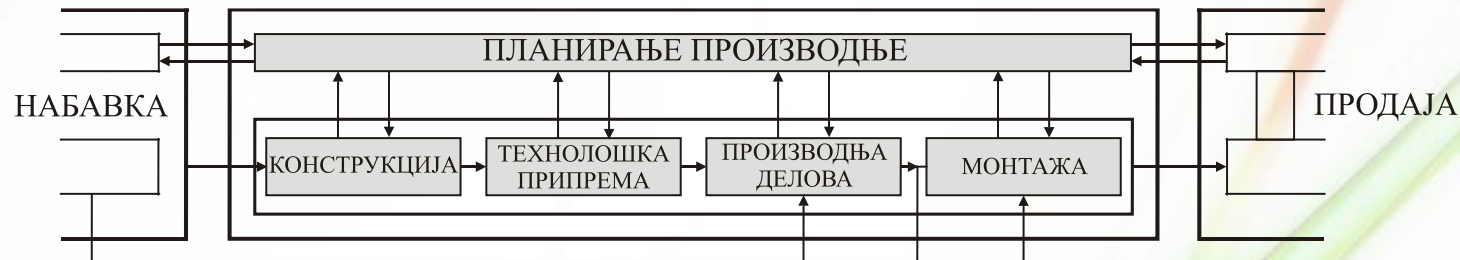 ПЛАНИРАЊЕ ПРОИЗВОДЊЕ
НАБАВКА
ПРОДАЈА
КОНСТРУКЦИЈА
ТЕХНОЛОШКА
ПРИПРЕМА
ПРОИЗВОДЊА
ДЕЛОВА
МОНТАЖА